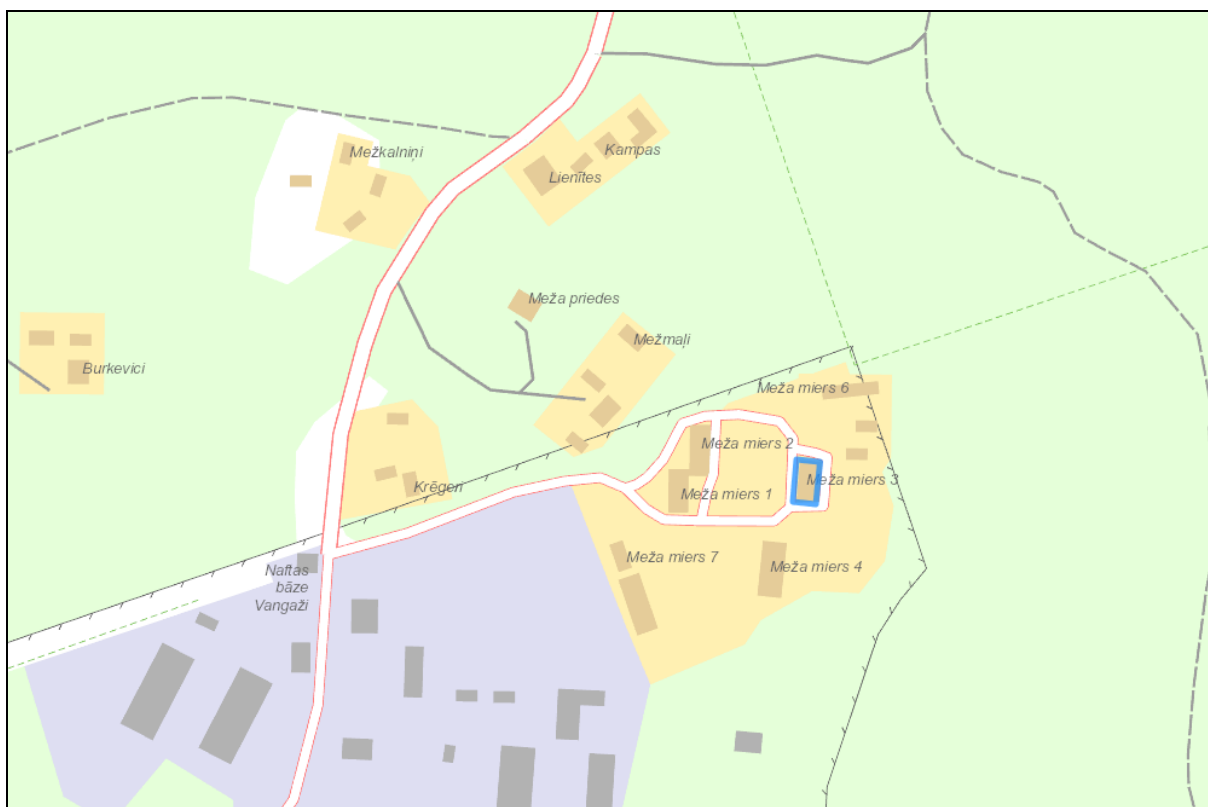 Kampas
Mežkalniņi
Lienītes
Meža priedes
Mežmaļi
Burkevici
Meža miers 6
Meža miers 2
Meža miers 3
Krēgeri
Meža miers 1
Meža miers 7
Meža miers 4
Naftas
bāze
Vangaži